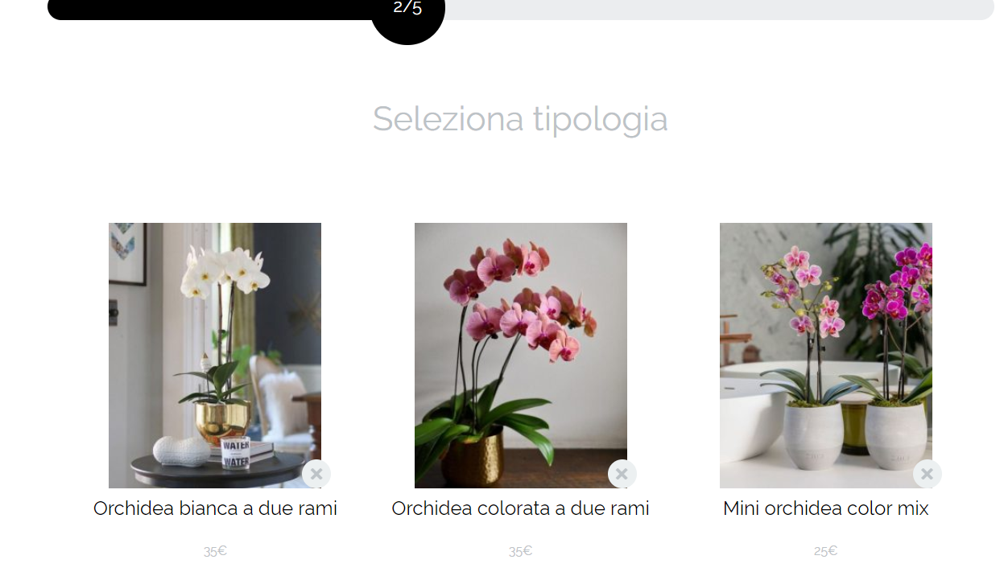 2/5
Seleziona tipologia
WATER
WATER
Orchidea bianca a due rami
Orchidea colorata a due rami
Mini orchidea color mix
35€
35€
25€